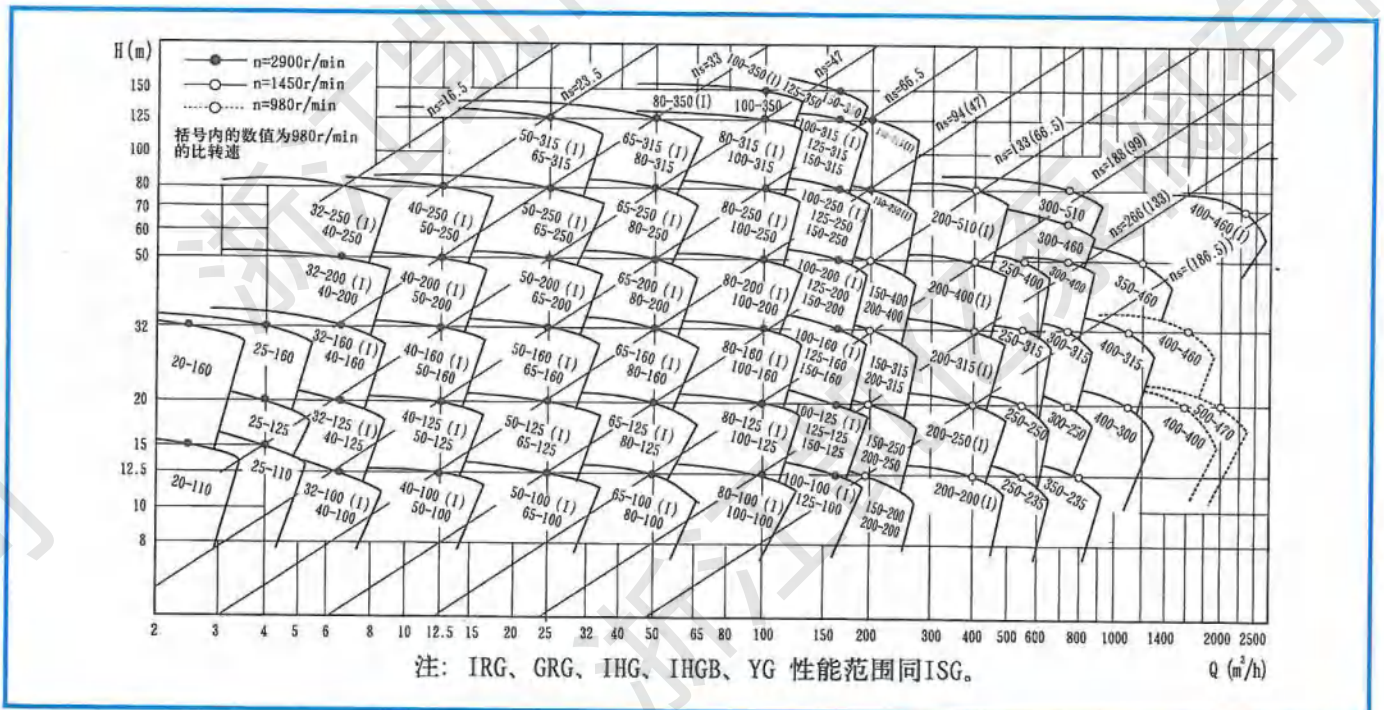 H(m)
n=2900r/min
n=1450r/min
n=980r/min
括号内的数值为980r/min
的比转速
150
125
100
80
70
60
50
32
20
15
12.5
10
8
ns=16.5
ns=23.5
ns=33
ns=47
ns=66.5
ns=94(47)
ns=133(66.5)
ns=188(99)
ns=266(133)
ns=(186.5)
80-350(I)
100-350(I)
100-350
125-350
50-315(I)
65-315
65-315(I)
80-315
80-315(I)
100-315
100-315(I)
125-315
150-315
32-250(I)
40-250
40-250(I)
50-250
50-250(I)
65-250
65-250(I)
80-250
80-250(I)
100-250
100-250(I)
125-250
150-250
150-250(I)
200-510(I)
300-510
300-460
400-460(I)
32-200
40-200
40-200(I)
50-200
50-200(I)
65-200
65-200(I)
80-200
80-200(I)
100-200
100-200(I)
125-200
150-200
150-400
200-400
200-400(I)
250-400
300-400
350-460
20-160
25-160
32-160(I)
40-160
40-160(I)
50-160
50-160(I)
65-160
65-160(I)
80-160
80-160(I)
100-160
100-160(I)
125-160
150-160
150-315
200-315
200-315(I)
250-315
300-315
400-315
400-460
25-125
32-125(I)
40-125
40-125(I)
50-125
50-125(I)
65-125
65-125(I)
80-125
80-125(I)
100-125
100-125(I)
125-125
150-125
150-250
200-250
200-250(I)
250-250
300-250
400-300
400-400
500-470
20-110
25-110
32-100(I)
40-100
40-100(I)
50-100
50-100(I)
65-100
65-100(I)
80-100
80-100(I)
100-100
100-100(I)
125-100
150-200
200-200
200-200(I)
250-235
350-235
2 3 4 5 6 8 10 12.5 15 20 25 32 40 50 65 80 100 150 200 300 400 500 600 800 1000 1400 2000 2500
注: IRG、GRG、IHG、IHGB、YG 性能范围同ISG。
Q (m³/h)